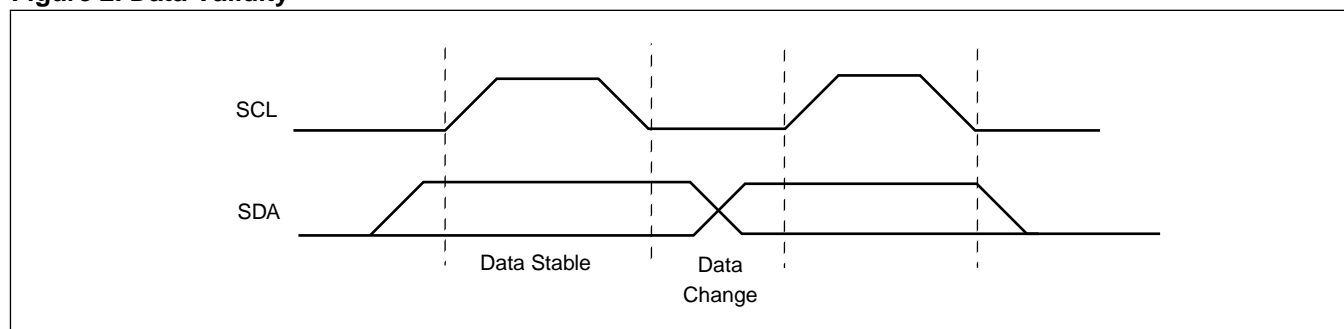 Figure 2. Data Validity
SCL
SDA
Data Stable
Data
Change